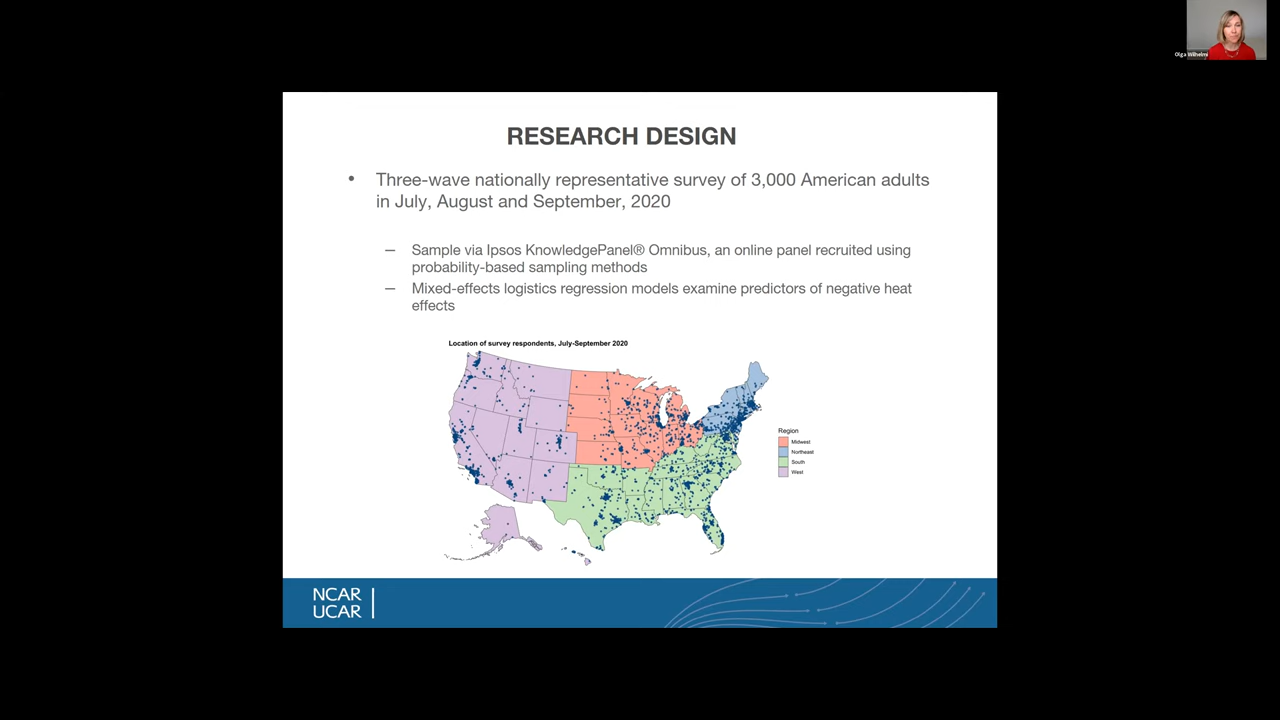 Olga Wilhelmi
RESEARCH DESIGN
• Three-wave nationally representative survey of 3,000 American adults
in July, August and September, 2020
– Sample via Ipsos KnowledgePanel® Omnibus, an online panel recruited using
probability-based sampling methods
– Mixed-effects logistics regression models examine predictors of negative heat
effects
Location of survey respondents, July-September 2020
Region
Midwest
Northeast
South
West
NCAR
UCAR